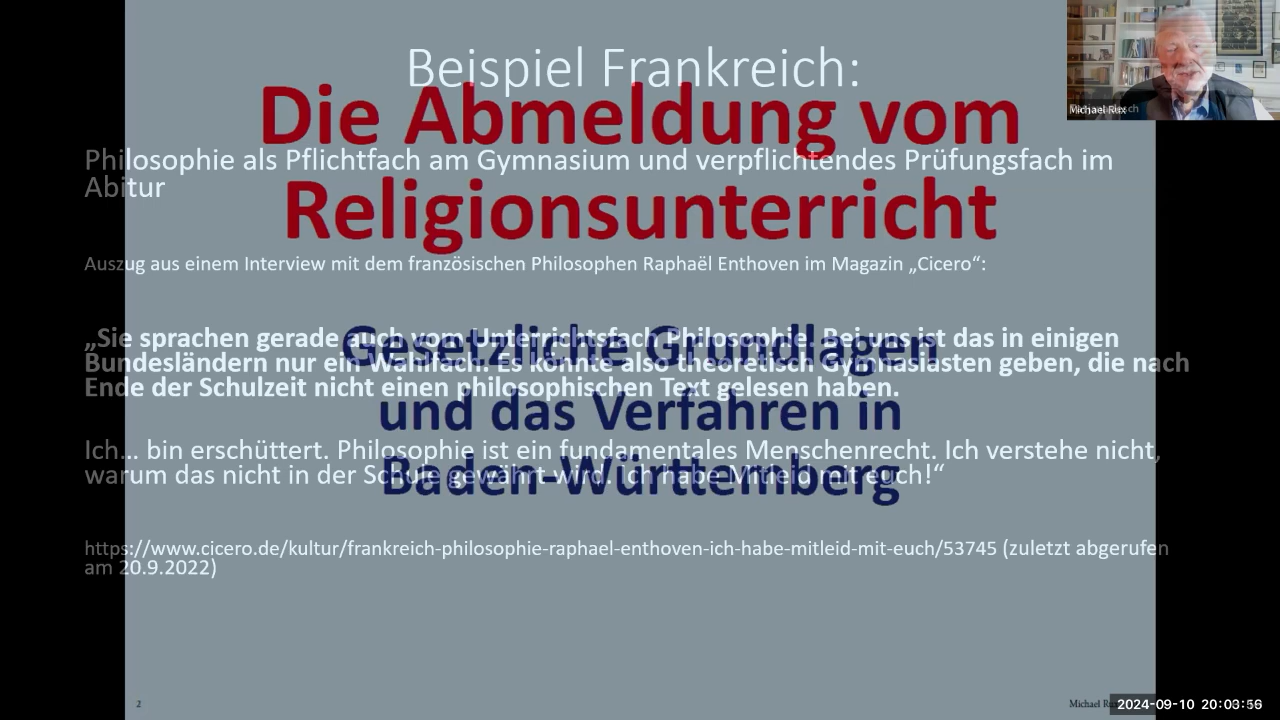 Beispiel Frankreich:
Die Abmeldung vom
Religionsunterricht
Philosophie als Pflichtfach am Gymnasium und verpflichtendes Prüfungsfach im
Abitur
Auszug aus einem Interview mit dem französischen Philosophen Raphaël Enthoven im Magazin „Cicero“:
„Sie sprachen gerade auch vom Unterrichtsfach Philosophie. Bei uns ist das in einigen
Bundesländern nur ein Wahlfach. Es könnte also theoretisch Gymnasiasten geben, die nach
Ende der Schulzeit nicht einen philosophischen Text gelesen haben.
Gesetzliche Grundlagen
und das Verfahren in
Baden-Württemberg
Ich… bin erschüttert. Philosophie ist ein fundamentales Menschenrecht. Ich verstehe nicht,
warum das nicht in der Schule gewährt wird. Ich habe Mitleid mit euch!“
https://www.cicero.de/kultur/frankreich-philosophie-raphael-enthoven-ich-habe-mitleid-mit-euch/53745 (zuletzt abgerufen
am 20.9.2022)
Michael Rux
2
Michael
2024-09-10 20:03:56